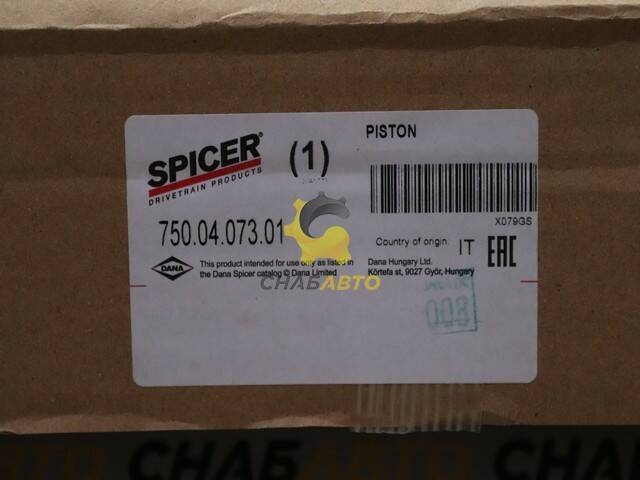 SPICER®
DRIVETRAIN PRODUCTS
(1)
PISTON
X079GS
750.04.073.01
Country of origin: IT
EAC
DANA
This product intended for use only as listed in
the Dana Spicer catalog © Dana Limited
Dana Hungary Ltd.
Körtefa st, 9027 Győr, Hungary
СНАБАВТО
008
СНАБАВТО